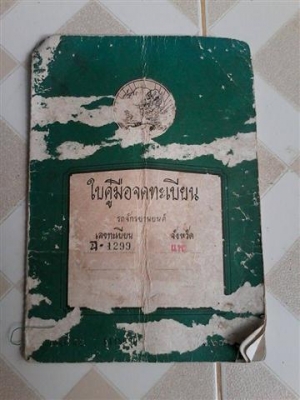 ใบคู่มือจดทะเบียน
รถจักรยานยนต์
เลขทะเบียน จังหวัด
1299 แพร่